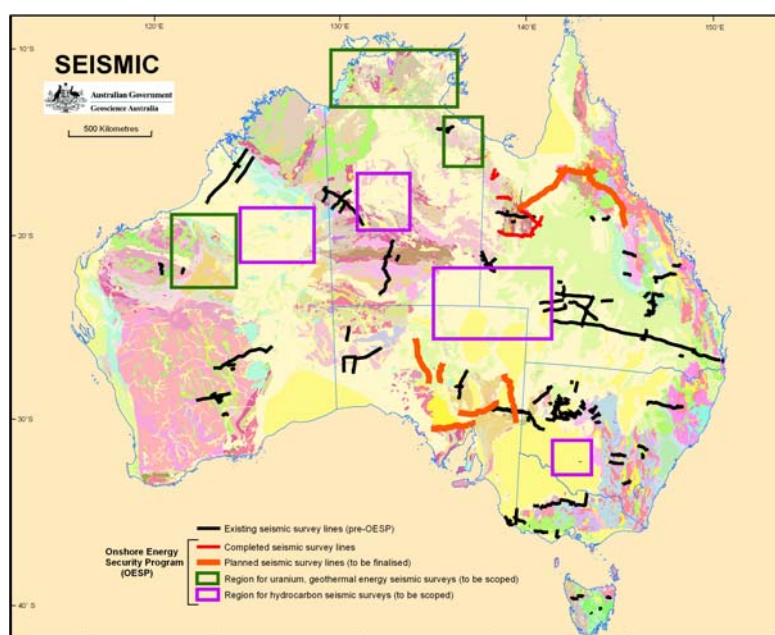 120°E
130°E
140°E
150°E
10°S
SEISMIC
Australian Government
Geoscience Australia
500 Kilometres
20°S
30°S
40°S
Existing seismic survey lines (pre-OESP)
Onshore Energy
Security Program
(OESP)
Completed seismic survey lines
Planned seismic survey lines (to be finalised)
Region for uranium, geothermal energy seismic surveys (to be scoped)
Region for hydrocarbon seismic surveys (to be scoped)